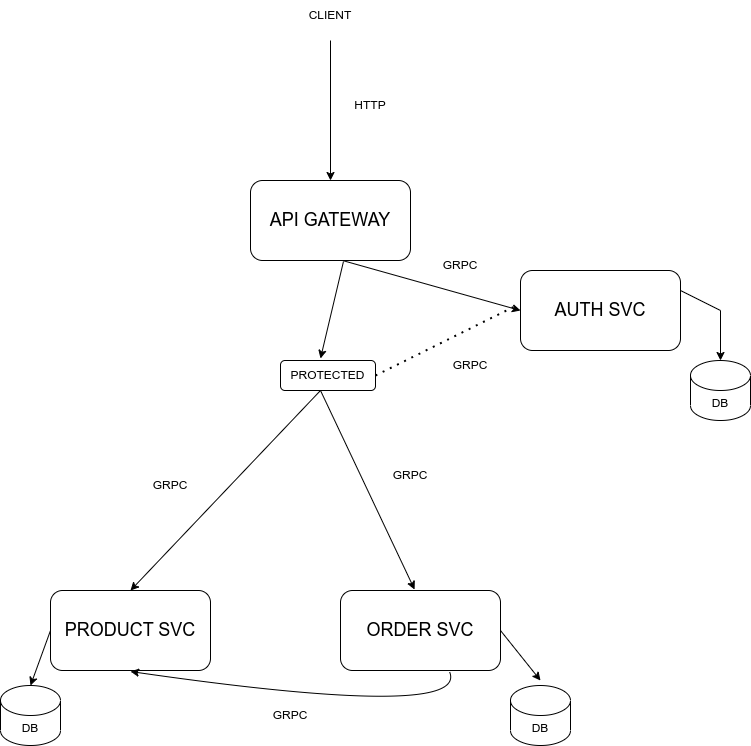 CLIENT
HTTP
API GATEWAY
GRPC
AUTH SVC
GRPC
PROTECTED
DB
GRPC
GRPC
PRODUCT SVC
ORDER SVC
GRPC
DB
DB